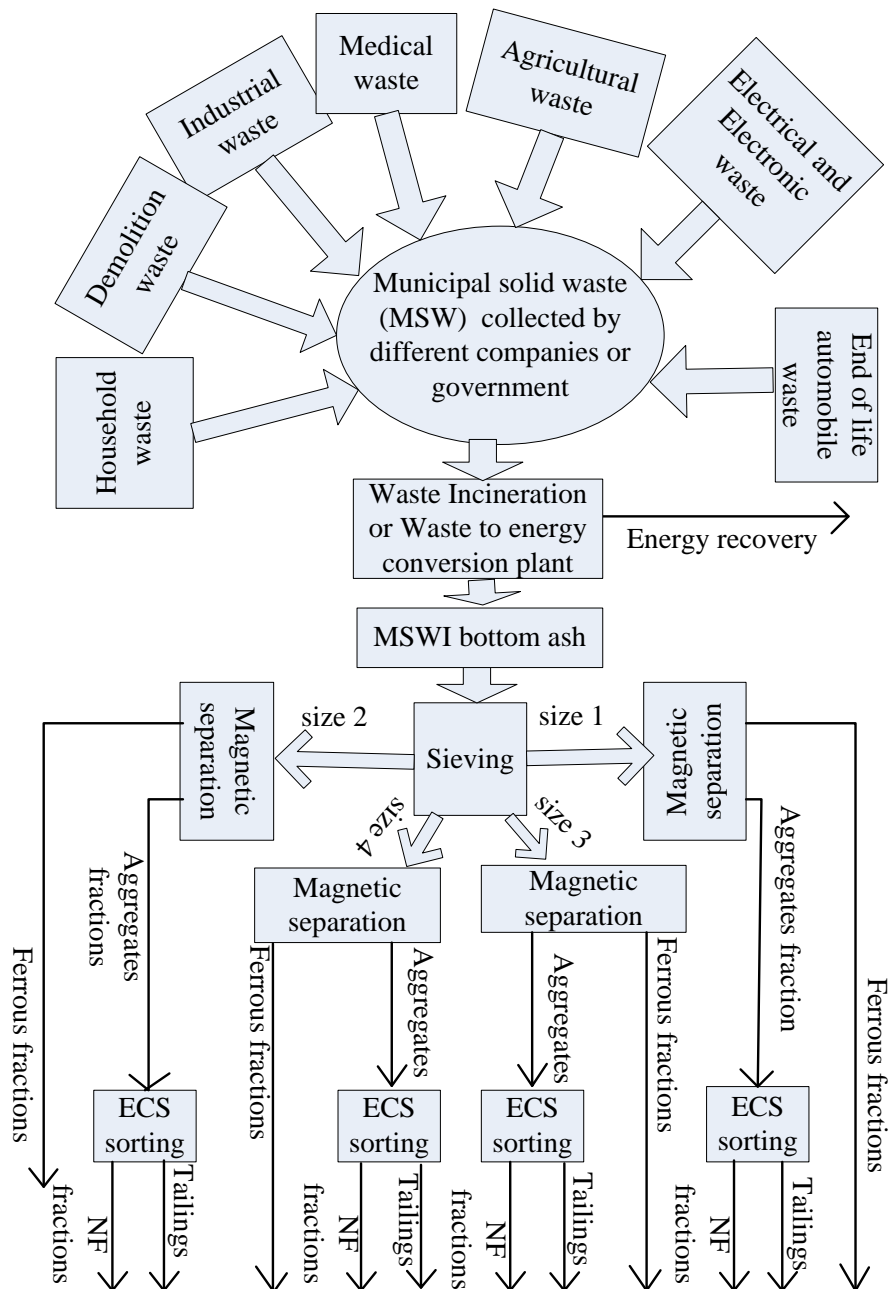 Medical
waste
Agricultural
waste
Industrial
waste
Electrical and
Electronic
waste
Demolition
waste
Household
waste
End of life
automobile
waste
Municipal solid waste
(MSW) collected by
different companies or
government
Waste Incineration
or Waste to energy
conversion plant
Energy recovery
MSWI bottom ash
Sieving
size 2
size 1
size 4
size 3
Magnetic
separation
Magnetic
separation
Magnetic
separation
Magnetic
separation
Ferrous fractions
Aggregates
fractions
Ferrous fractions
Aggregates
Aggregates
Ferrous fractions
Aggregates fraction
Ferrous fractions
ECS
sorting
ECS
sorting
ECS
sorting
ECS
sorting
NF
fractions
Tailings
NF
fractions
Tailings
NF
fractions
Tailings
NF
fractions
Tailings